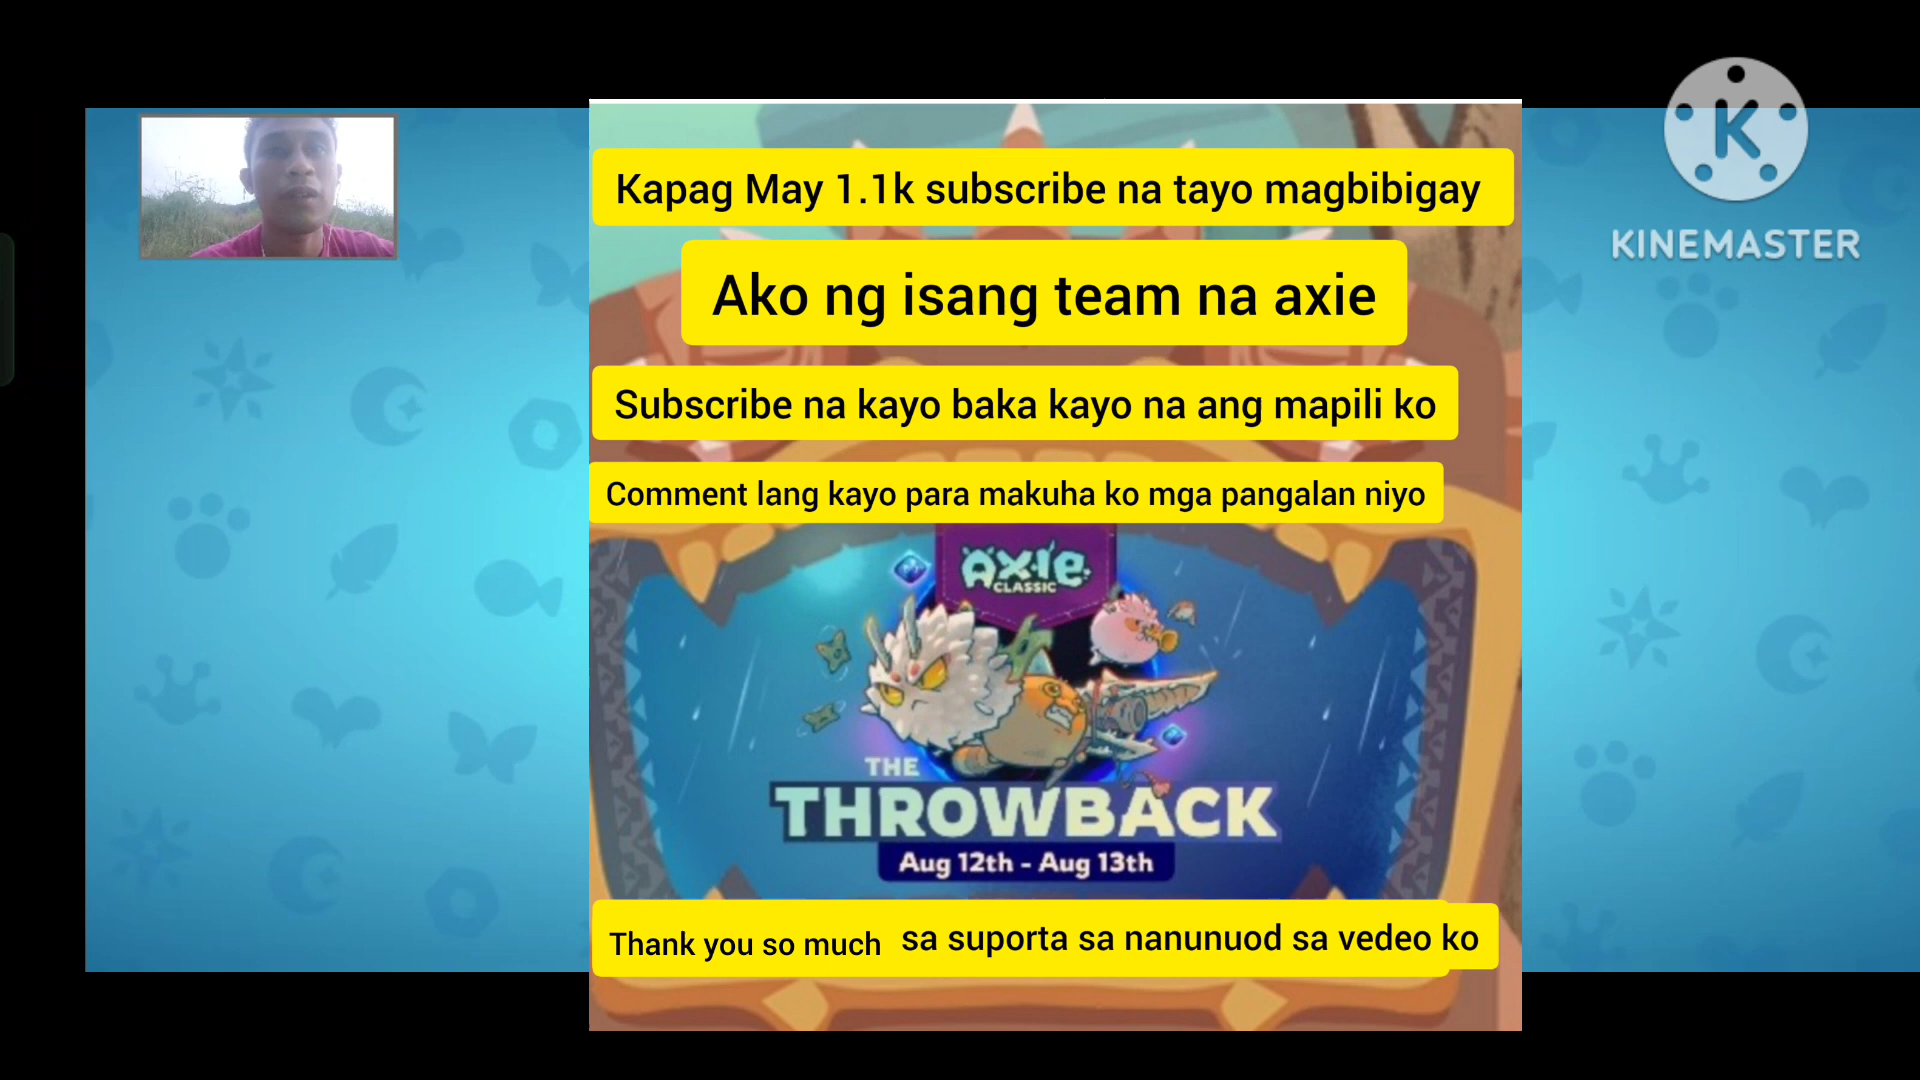 Kapag May 1.1k subscribe na tayo magbibigay
Ako ng isang team na axie
Subscribe na kayo baka kayo na ang mapili ko
Comment lang kayo para makuha ko mga pangalan niyo
AXIE
CLASSIC
THE
THROWBACK
Aug 12th - Aug 13th
Thank you so much sa suporta sa nanunuod sa vedeo ko
K
KINEMASTER